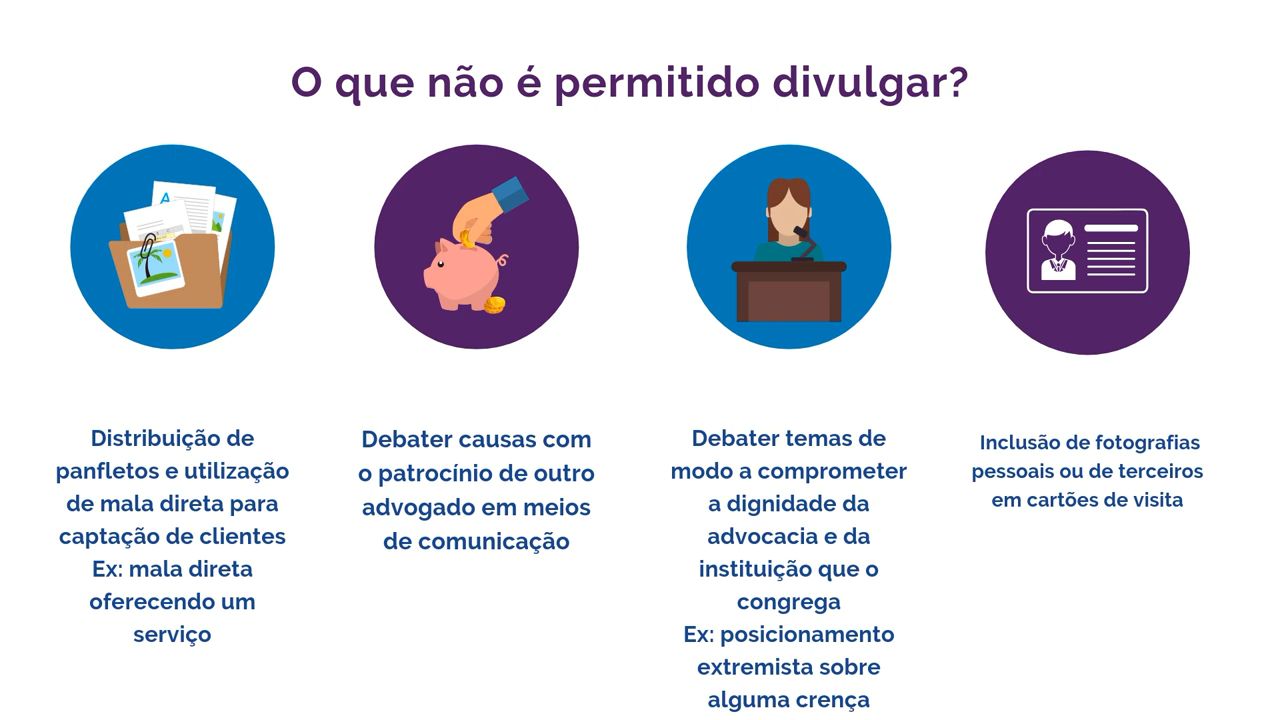 O que não é permitido divulgar?
A
Distribuição de
panfletos e utilização
de mala direta para
captação de clientes
Ex: mala direta
oferecendo um
serviço
Debater causas com
o patrocínio de outro
advogado em meios
de comunicação
Debater temas de
modo a comprometer
a dignidade da
advocacia e da
instituição que o
congrega
Ex: posicionamento
extremista sobre
alguma crença
Inclusão de fotografias
pessoais ou de terceiros
em cartões de visita